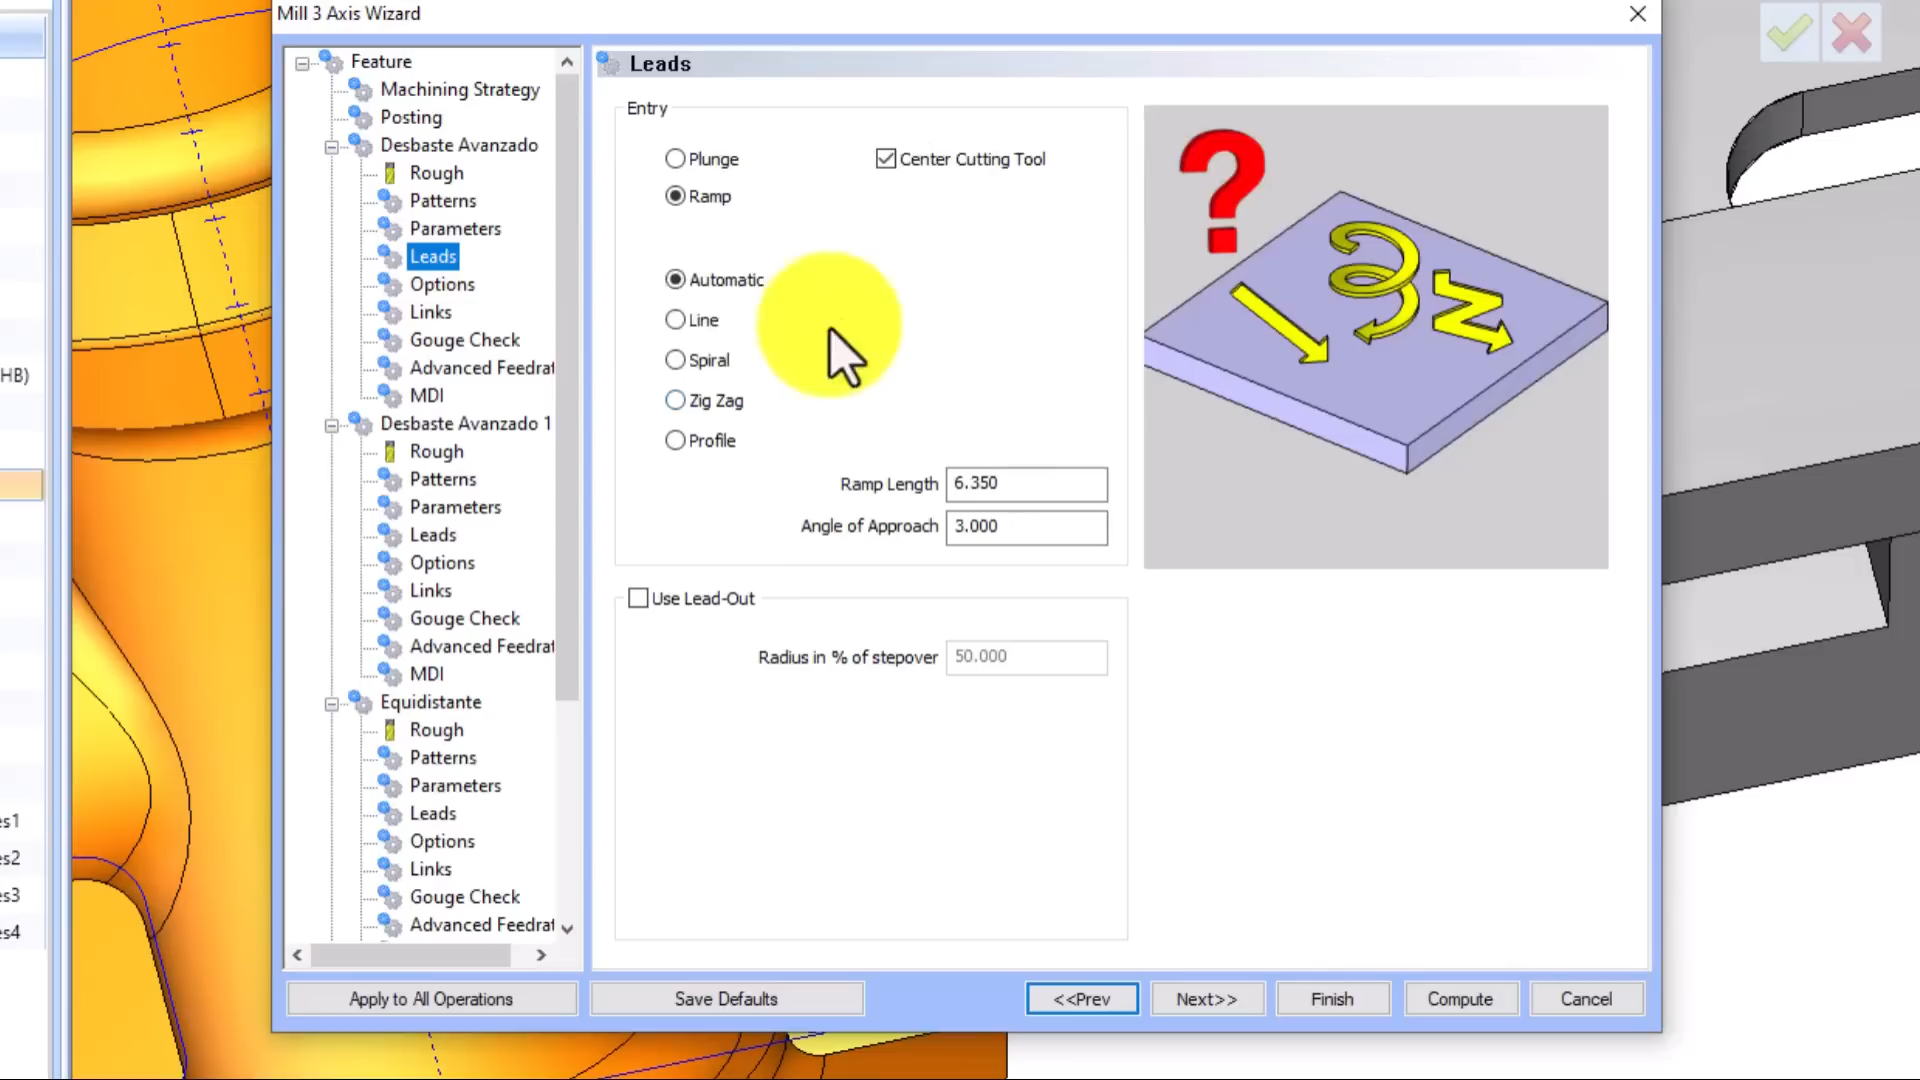 Mill 3 Axis Wizard
Feature
Machining Strategy
Posting
Desbaste Avanzado
Rough
Patterns
Parameters
Leads
Options
Links
Gouge Check
Advanced Feedrat
MDI
Desbaste Avanzado 1
Rough
Patterns
Parameters
Leads
Options
Links
Gouge Check
Advanced Feedrat
MDI
Equidistante
Rough
Patterns
Parameters
Leads
Options
Links
Gouge Check
Advanced Feedrat
Leads
Entry
Plunge
Center Cutting Tool
Ramp
Automatic
Line
Spiral
Zig Zag
Profile
Ramp Length 6.350
Angle of Approach 3.000
Use Lead-Out
Radius in % of stepover 50.000
?
HB)
es1
es2
es3
es4
Apply to All Operations
Save Defaults
<<Prev
Next>>
Finish
Compute
Cancel